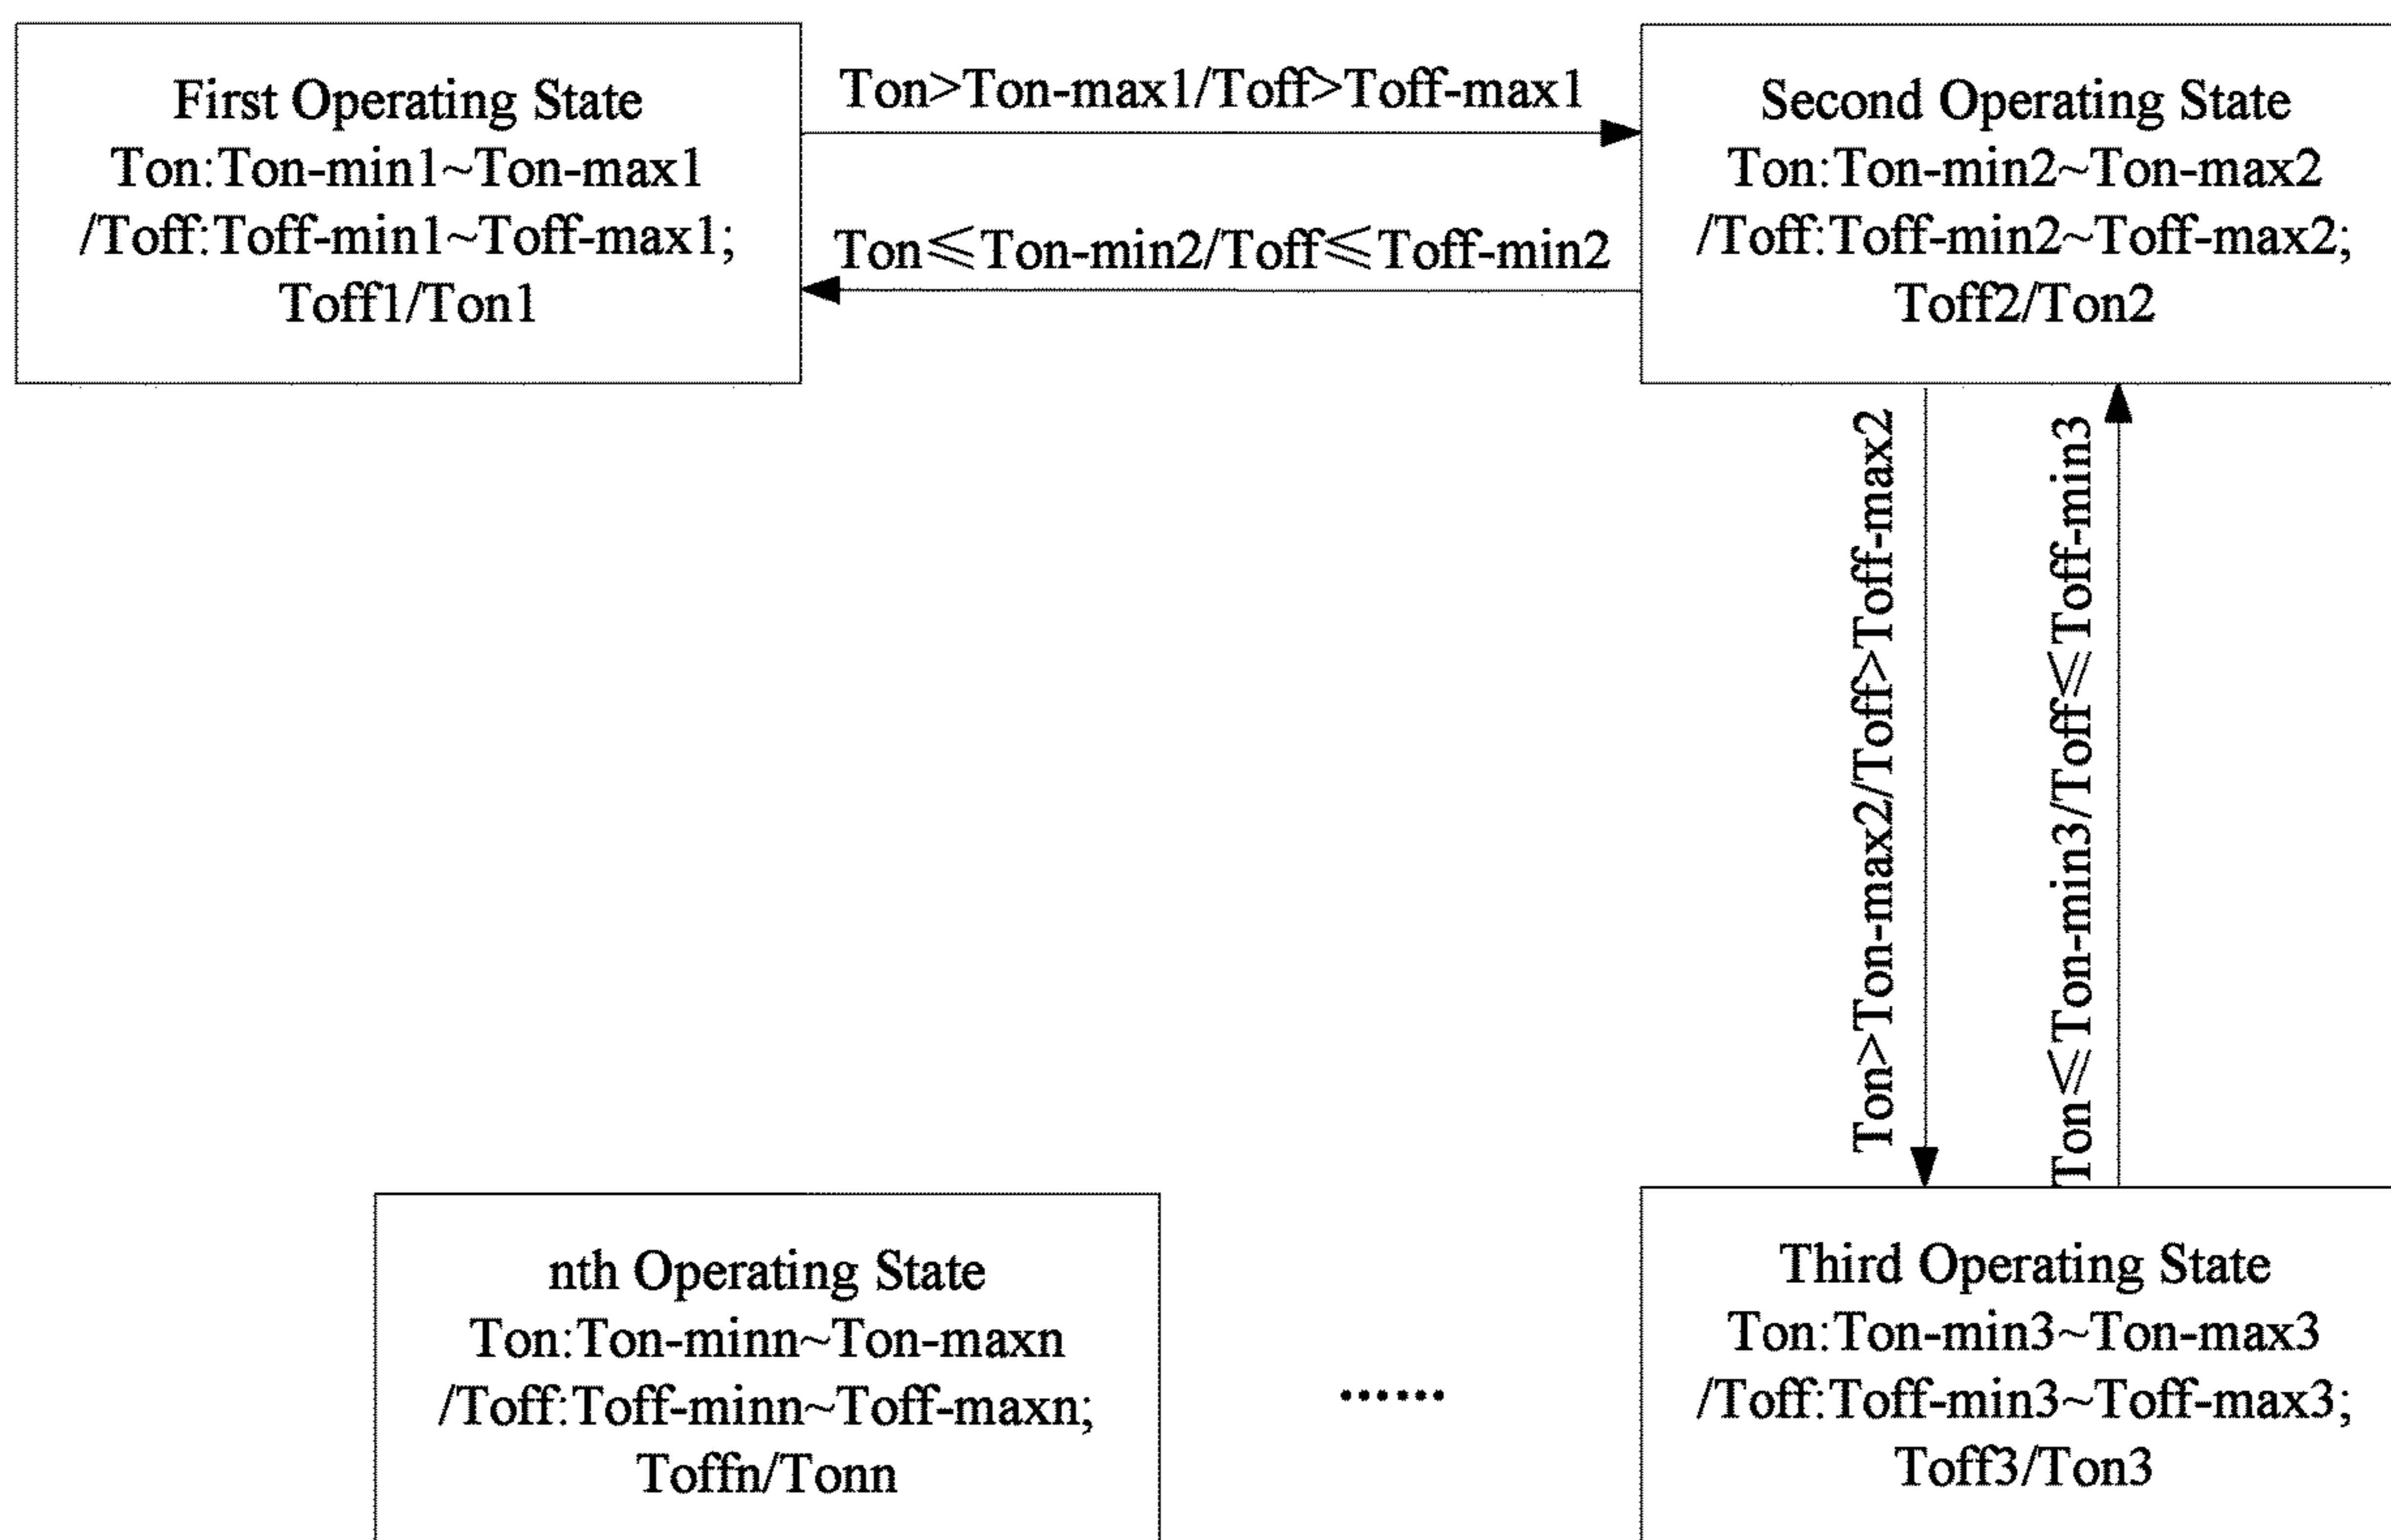 First Operating State
Ton:Ton-min1~Ton-max1
/Toff:Toff-min1~Toff-max1;
Toff1/Ton1
Ton>Ton-max1/Toff>Toff-max1
Ton≤Ton-min2/Toff≤Toff-min2
Second Operating State
Ton:Ton-min2~Ton-max2
/Toff:Toff-min2~Toff-max2;
Toff2/Ton2
Ton>Ton-max2/Toff>Toff-max2
Ton≤Ton-min3/Toff≤Toff-min3
nth Operating State
Ton:Ton-minn~Ton-maxn
/Toff:Toff-minn~Toff-maxn;
Toffn/Tonn
......
Third Operating State
Ton:Ton-min3~Ton-max3
/Toff:Toff-min3~Toff-max3;
Toff3/Ton3